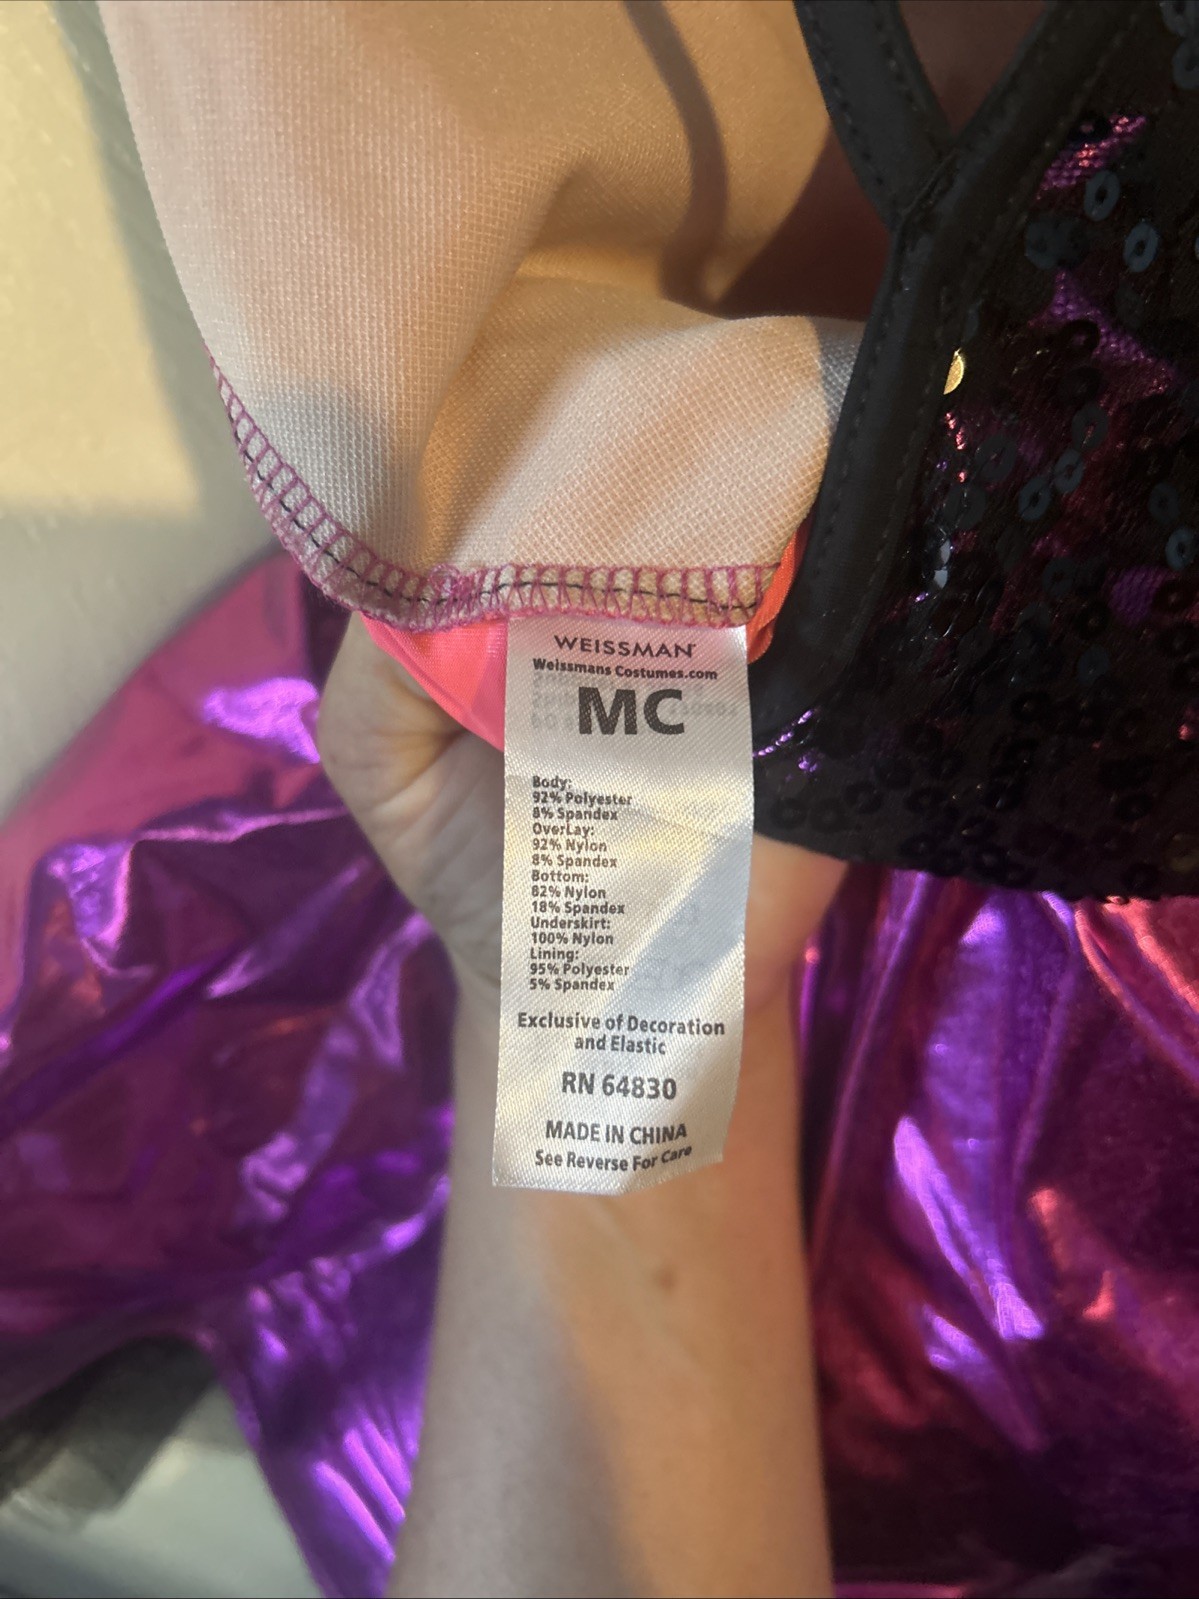 WEISSMAN
Weissmans Costumes.com
MC
Body:
92% Polyester
8% Spandex
OverLay:
92% Nylon
8% Spandex
Bottom:
82% Nylon
18% Spandex
Underskirt:
100% Nylon
Lining:
95% Polyester
5% Spandex
Exclusive of Decoration
and Elastic
RN 64830
MADE IN CHINA
See Reverse For Care